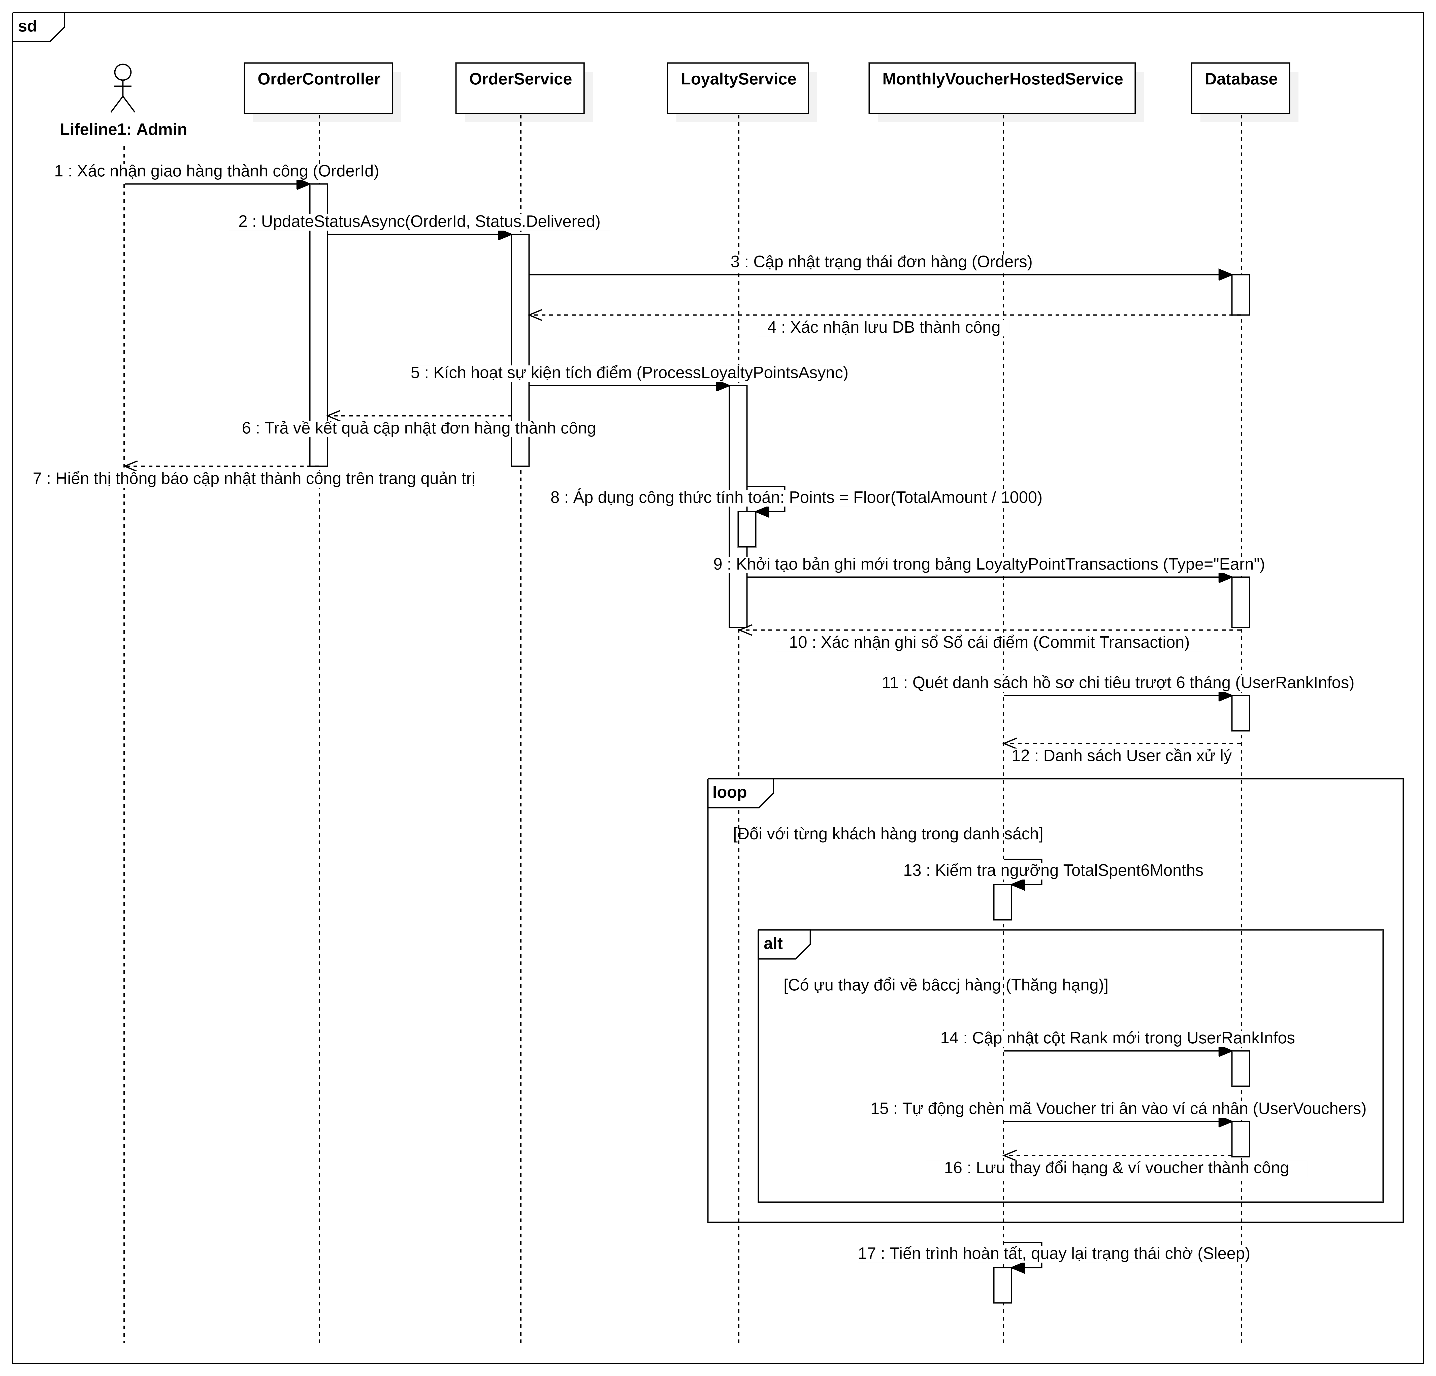 sd
OrderController
OrderService
LoyaltyService
MonthlyVoucherHostedService
Database
Lifeline1: Admin
1 : Xác nhận giao hàng thành công (OrderId)
2 : UpdateStatusAsync(OrderId, Status.Delivered)
3 : Cập nhật trạng thái đơn hàng (Orders)
4 : Xác nhận lưu DB thành công
5 : Kích hoạt sự kiện tích điểm (ProcessLoyaltyPointsAsync)
6 : Trả về kết quả cập nhật đơn hàng thành công
7 : Hiển thị thông báo cập nhật thành công trên trang quản trị
8 : Áp dụng công thức tính toán: Points = Floor(TotalAmount / 1000)
9 : Khởi tạo bản ghi mới trong bảng LoyaltyPointTransactions (Type="Earn")
10 : Xác nhận ghi số Số cái điểm (Commit Transaction)
11 : Quét danh sách hồ sơ chi tiêu trượt 6 tháng (UserRankInfos)
12 : Danh sách User cần xử lý
loop
[Đối với từng khách hàng trong danh sách]
13 : Kiểm tra ngưỡng TotalSpent6Months
alt
[Có ựu thay đổi về bâccj hàng (Thăng hạng)]
14 : Cập nhật cột Rank mới trong UserRankInfos
15 : Tự động chèn mã Voucher tri ân vào ví cá nhân (UserVouchers)
16 : Lưu thay đổi hạng & ví voucher thành công
17 : Tiến trình hoàn tất, quay lại trạng thái chờ (Sleep)